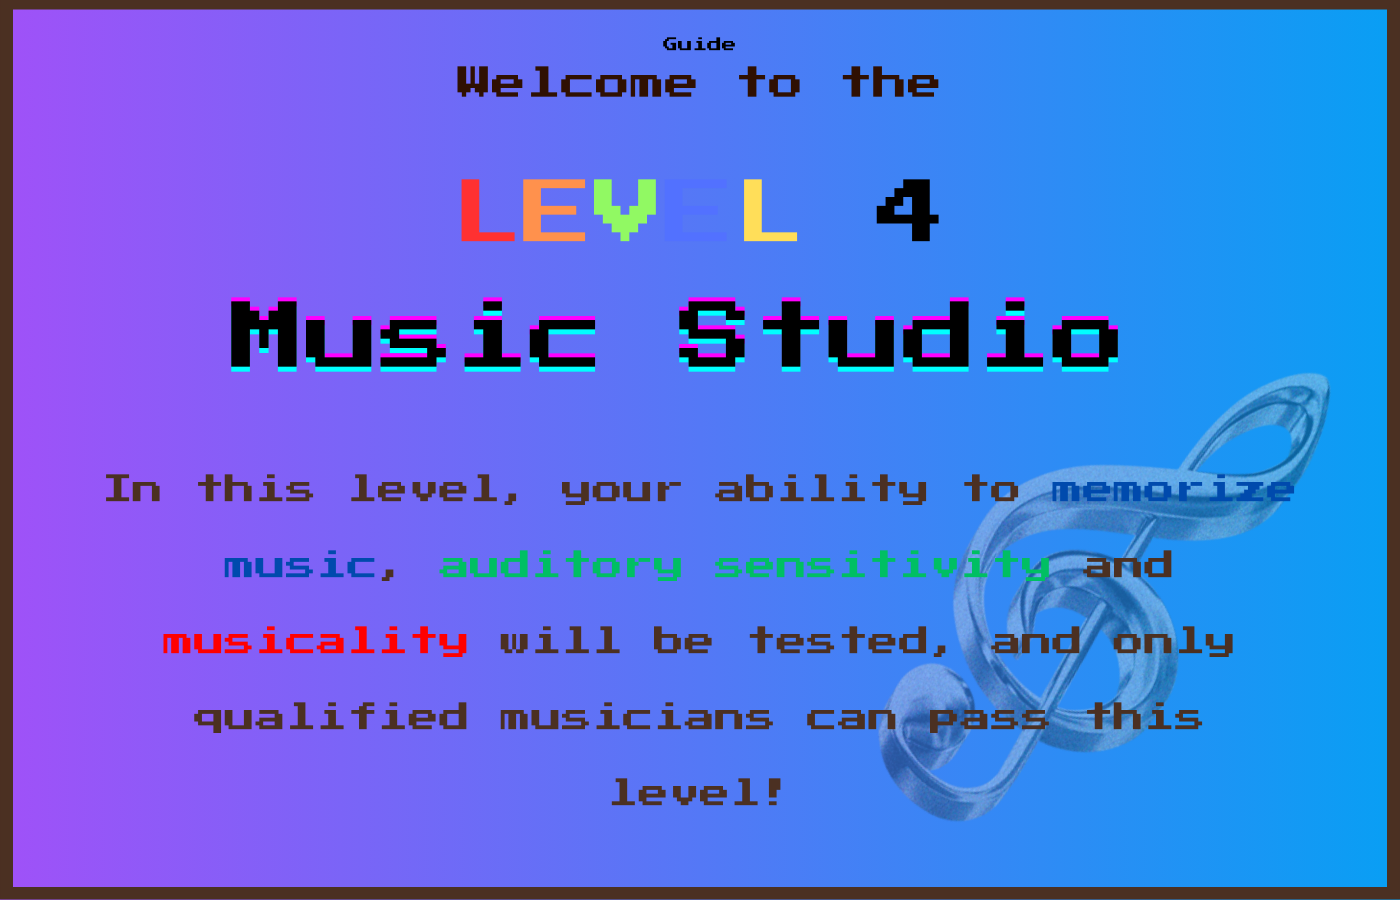 Guide
Welcome to the
LEVEL 4
Music Studio
In this level, your ability to memorize
music, auditory sensitivity and
musicality will be tested, and only
qualified musicians can pass this
level!